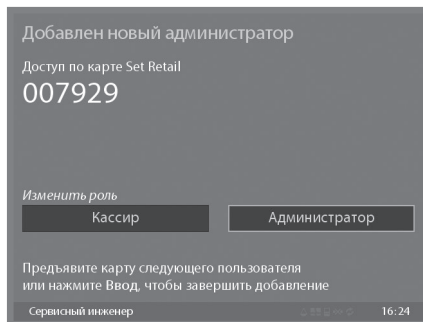 Добавлен новый администратор
Доступ по карте Set Retail
007929
Изменить роль
Кассир Администратор
Предъявите карту следующего пользователя
или нажмите Ввод, чтобы завершить добавление
Сервисный инженер 16:24